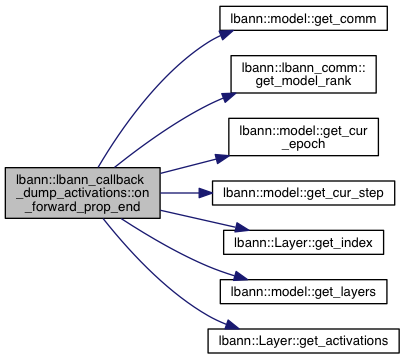 lbann::model::get_comm
lbann::lbann_comm::
get_model_rank
lbann::model::get_cur
_epoch
lbann::lbann_callback
_dump_activations::on
_forward_prop_end
lbann::model::get_cur_step
lbann::Layer::get_index
lbann::model::get_layers
lbann::Layer::get_activations